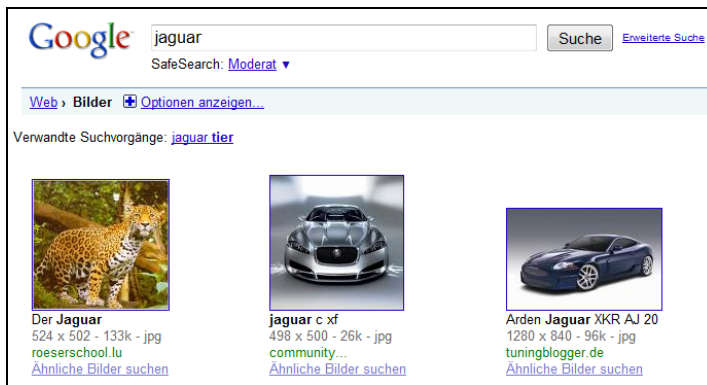 Google jaguar Suche Erweiterte Suche
SafeSearch: Moderat ▼
Web › Bilder + Optionen anzeigen...
Verwandte Suchvorgänge: jaguar tier
Der Jaguar
524 x 502 - 133k - jpg
roeserschool.lu
Ähnliche Bilder suchen
jaguar c xf
498 x 500 - 26k - jpg
community...
Ähnliche Bilder suchen
Arden Jaguar XKR AJ 20
1280 x 840 - 96k - jpg
tuningblogger.de
Ähnliche Bilder suchen